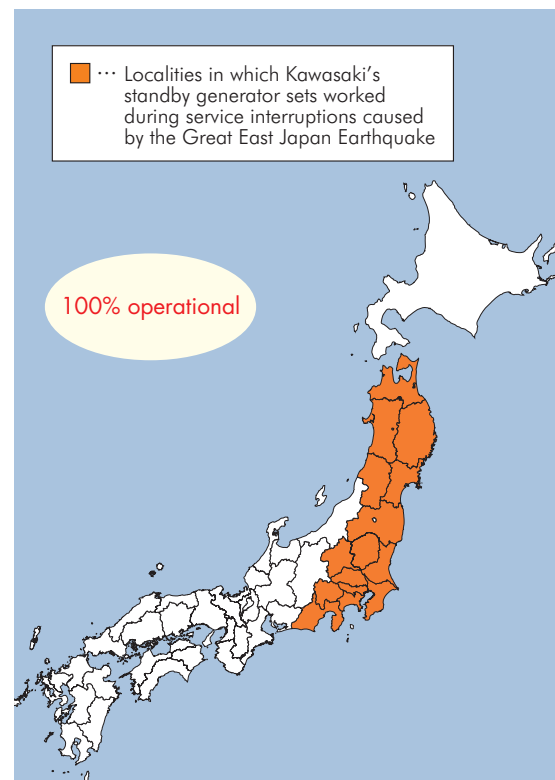 … Localities in which Kawasaki's
standby generator sets worked
during service interruptions caused
by the Great East Japan Earthquake
100% operational